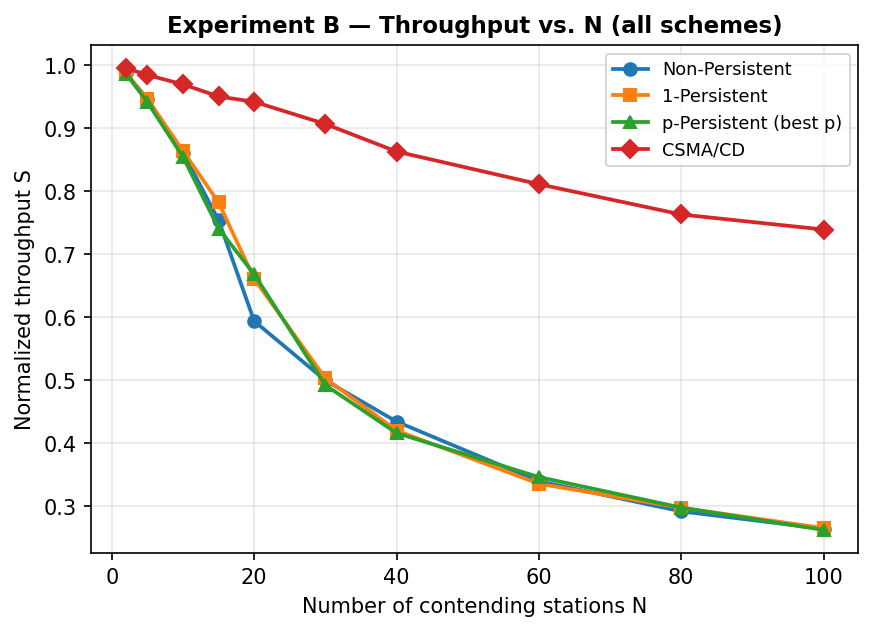 Experiment B — Throughput vs. N (all schemes)
Non-Persistent
1-Persistent
p-Persistent (best p)
CSMA/CD
Normalized throughput S
1.0
0.9
0.8
0.7
0.6
0.5
0.4
0.3
0 20 40 60 80 100
Number of contending stations N